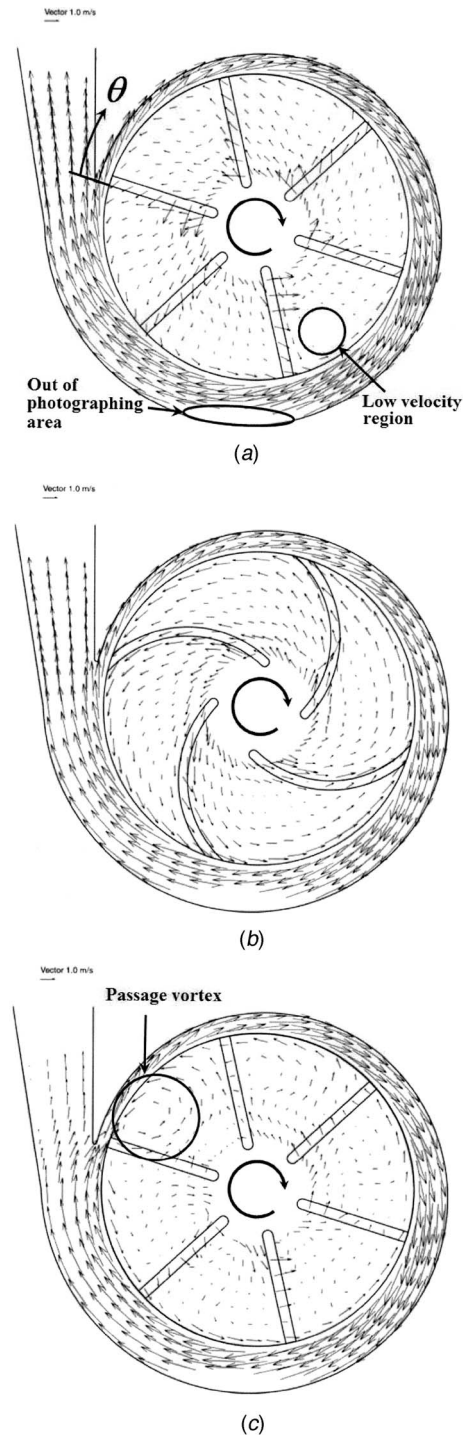 Vector 1.0 m/s
θ
Out of
photographing
area
Low velocity
region
(a)
Vector 1.0 m/s
(b)
Vector 1.0 m/s
Passage vortex
(c)